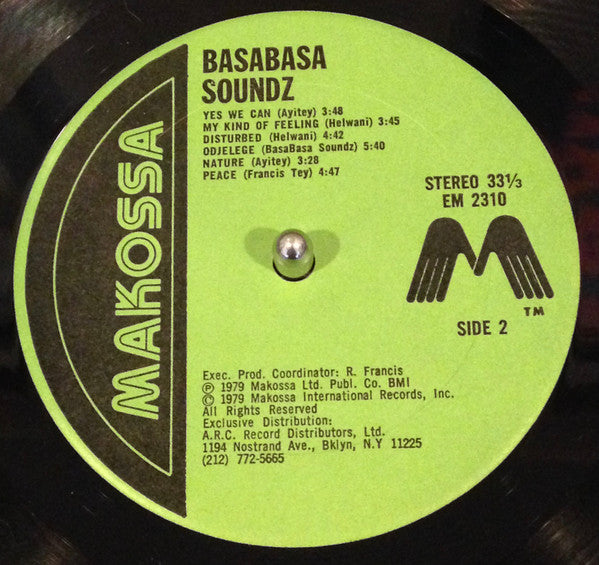 MAKOSSA
BASABASA
SOUNDZ
YES WE CAN (Ayitey) 3:48
MY KIND OF FEELING (Helwani) 3:45
DISTURBED (Helwani) 4:42
ODJELEGE (BasaBasa Soundz) 5:40
NATURE (Ayitey) 3:28
PEACE (Francis Tey) 4:47
STEREO 33⅓
EM 2310
M
TM
SIDE 2
Exec. Prod. Coordinator: R. Francis
Ⓟ 1979 Makossa Ltd. Publ. Co. BMI
© 1979 Makossa International Records, Inc.
All Rights Reserved
Exclusive Distribution:
A.R.C. Record Distributors, Ltd.
1194 Nostrand Ave., Bklyn, N.Y 11225
(212) 772-5665